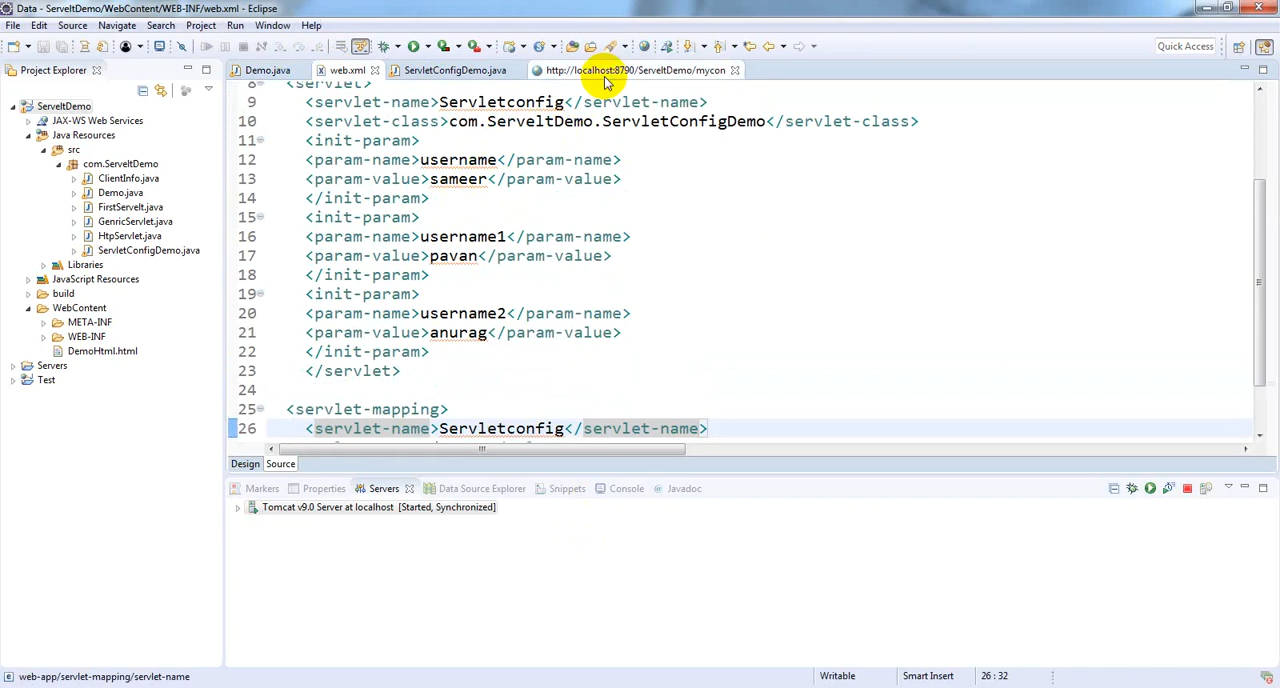 Data - ServeltDemo/WebContent/WEB-INF/web.xml - Eclipse
File Edit Source Navigate Search Project Run Window Help
Quick Access
Project Explorer
Demo.java web.xml ServletConfigDemo.java http://localhost:8790/ServeltDemo/mycon
ServeltDemo
JAX-WS Web Services
Java Resources
src
com.ServeltDemo
ClientInfo.java
Demo.java
FirstServelt.java
GenricServlet.java
HtpServlet.java
ServletConfigDemo.java
Libraries
JavaScript Resources
build
WebContent
META-INF
WEB-INF
DemoHtml.html
Servers
Test
8 <servlet>
9 <servlet-name>Servletconfig</servlet-name>
10 <servlet-class>com.ServeltDemo.ServletConfigDemo</servlet-class>
11 <init-param>
12 <param-name>username</param-name>
13 <param-value>sameer</param-value>
14 </init-param>
15 <init-param>
16 <param-name>username1</param-name>
17 <param-value>pavan</param-value>
18 </init-param>
19 <init-param>
20 <param-name>username2</param-name>
21 <param-value>anurag</param-value>
22 </init-param>
23 </servlet>
24
25 <servlet-mapping>
26 <servlet-name>Servletconfig</servlet-name>
Design Source
Markers Properties Servers Data Source Explorer Snippets Console Javadoc
Tomcat v9.0 Server at localhost [Started, Synchronized]
web-app/servlet-mapping/servlet-name Writable Smart Insert 26 : 32